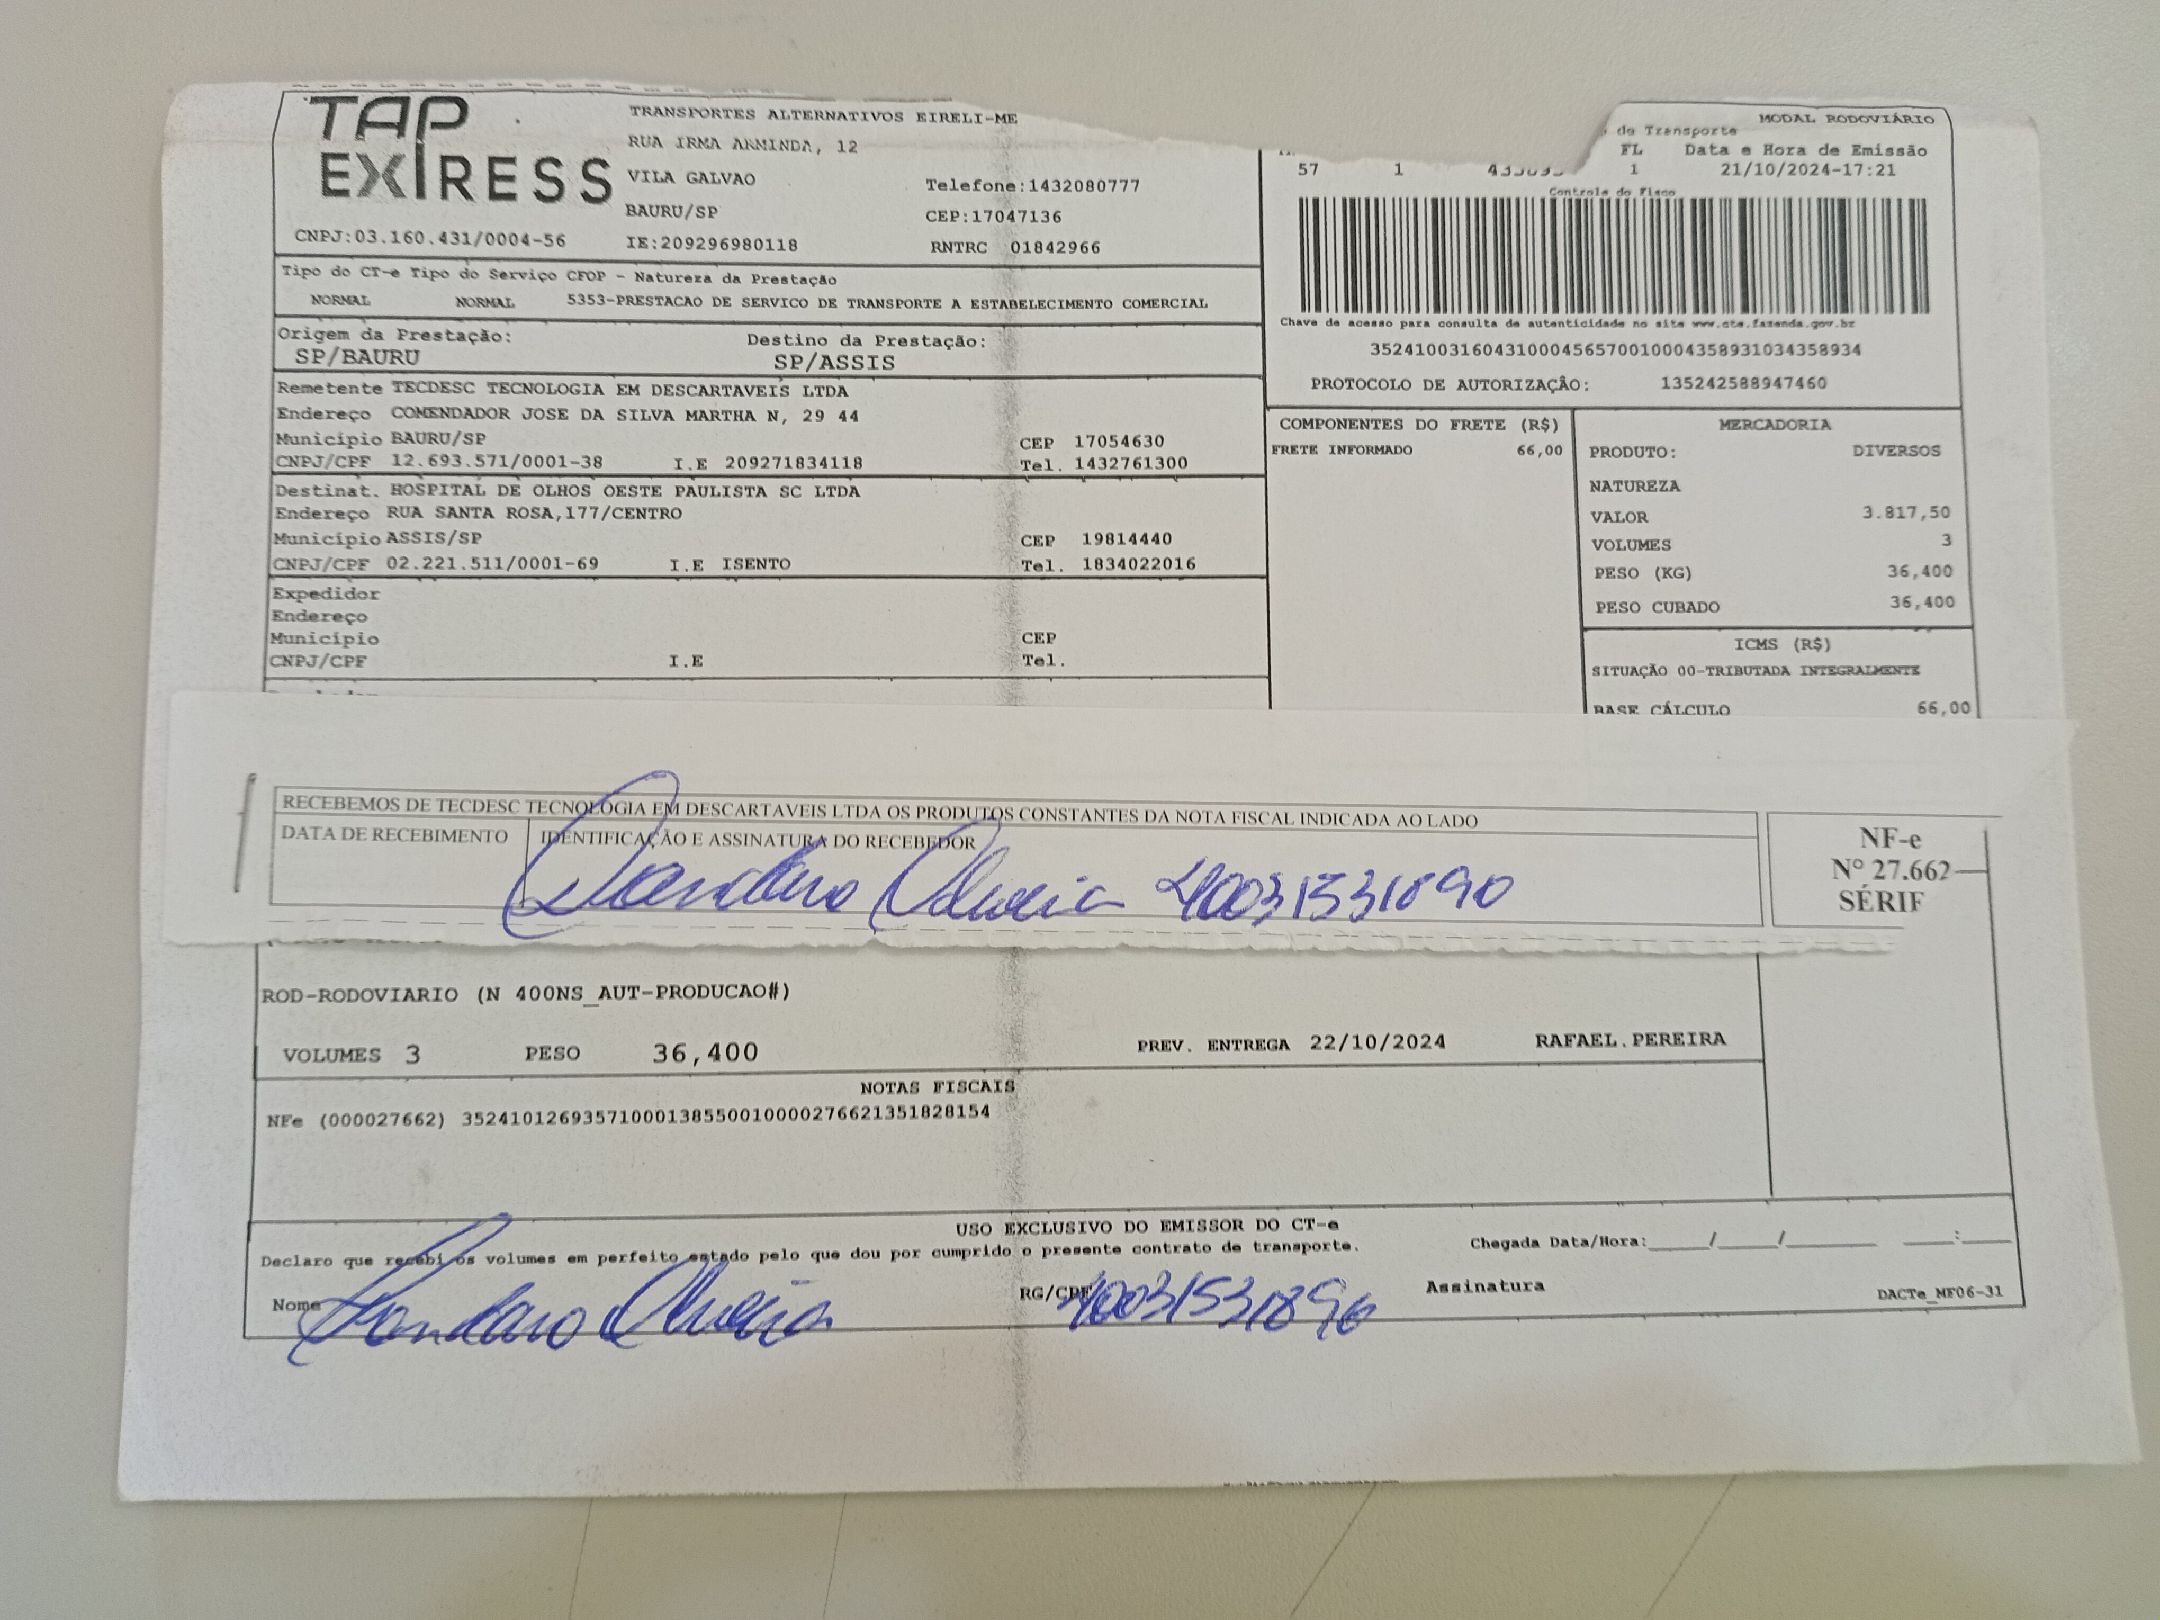 TAP
EXPRESS
TRANSPORTES ALTERNATIVOS EIRELI-ME
RUA IRMA ARMINDA, 12
VILA GALVAO
Telefone:1432080777
BAURU/SP
CEP:17047136
CNPJ:03.160.431/0004-56
IE:209296980118
RNTRC 01842966
MODAL RODOVIÁRIO
do Transporte
FL Data e Hora de Emissão
57 1 1 21/10/2024-17:21
Controle do Fisco
Chave de acesso para consulta de autenticidade no site www.cte.fazenda.gov.br
35241003160431000456570010004358931034358934
PROTOCOLO DE AUTORIZAÇÃO: 135242588947460
Tipo do CT-e Tipo do Serviço CFOP - Natureza da Prestação
NORMAL NORMAL 5353-PRESTACAO DE SERVICO DE TRANSPORTE A ESTABELECIMENTO COMERCIAL
Origem da Prestação: Destino da Prestação:
SP/BAURU SP/ASSIS
Remetente TECDESC TECNOLOGIA EM DESCARTAVEIS LTDA
Endereço COMENDADOR JOSE DA SILVA MARTHA N, 29 44
Município BAURU/SP CEP 17054630
CNPJ/CPF 12.693.571/0001-38 I.E 209271834118 Tel. 1432761300
Destinat. HOSPITAL DE OLHOS OESTE PAULISTA SC LTDA
Endereço RUA SANTA ROSA,177/CENTRO
Município ASSIS/SP CEP 19814440
CNPJ/CPF 02.221.511/0001-69 I.E ISENTO Tel. 1834022016
Expedidor
Endereço
Município CEP
CNPJ/CPF I.E Tel.
COMPONENTES DO FRETE (R$)
FRETE INFORMADO 66,00
MERCADORIA
PRODUTO: DIVERSOS
NATUREZA
VALOR 3.817,50
VOLUMES 3
PESO (KG) 36,400
PESO CUBADO 36,400
ICMS (R$)
SITUAÇÃO 00-TRIBUTADA INTEGRALMENTE
BASE CÁLCULO 66,00
RECEBEMOS DE TECDESC TECNOLOGIA EM DESCARTAVEIS LTDA OS PRODUTOS CONSTANTES DA NOTA FISCAL INDICADA AO LADO
DATA DE RECEBIMENTO IDENTIFICAÇÃO E ASSINATURA DO RECEBEDOR
Oliveira
NF-e
Nº 27.662
ROD-RODOVIARIO (N 400NS_AUT-PRODUCAO#)
VOLUMES 3 PESO 36,400 PREV. ENTREGA 22/10/2024 RAFAEL.PEREIRA
NOTAS FISCAIS
NFe (000027662) 35241012693571000138550010000276621351828154
USO EXCLUSIVO DO EMISSOR DO CT-e
Declaro que recebi os volumes em perfeito estado pelo que dou por cumprido o presente contrato de transporte.
Chegada Data/Hora:____/____/______ ____:____
Nome Oliveira RG/CPF Assinatura
DACTe_MF06-31